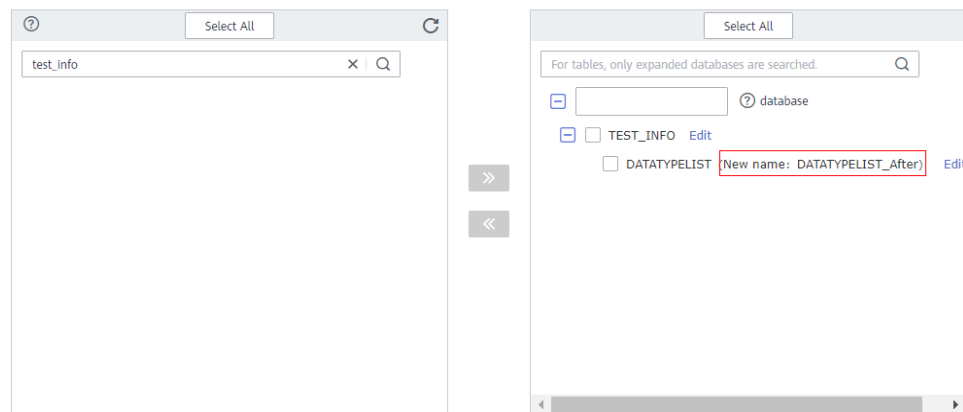 ? Select All
test_info
Select All
For tables, only expanded databases are searched.
? database
TEST_INFO Edit
DATATYPELIST (New name: DATATYPELIST_After) Edit